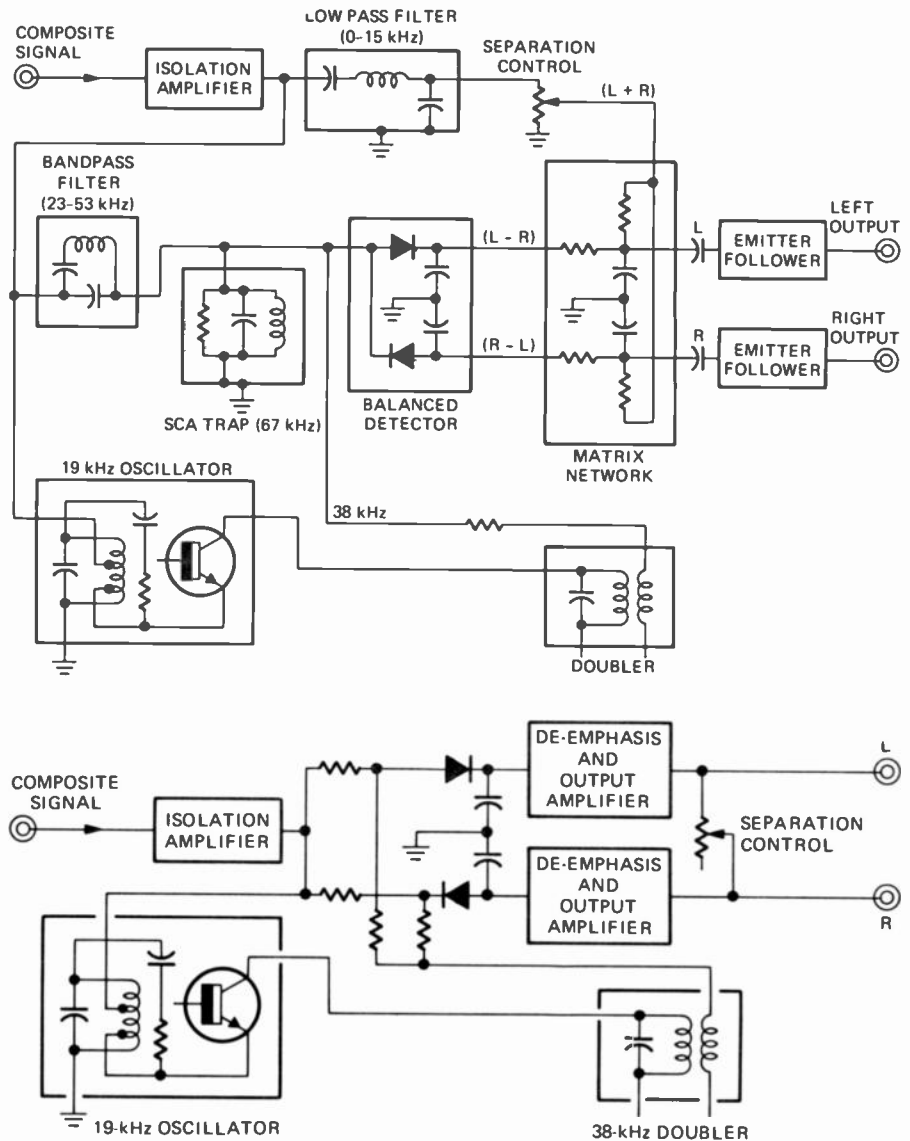 LOW PASS FILTER
(0-15 kHz)
COMPOSITE
SIGNAL
ISOLATION
AMPLIFIER
SEPARATION
CONTROL
(L + R)
BANDPASS
FILTER
(23-53 kHz)
(L - R)
L
LEFT
OUTPUT
EMITTER
FOLLOWER
(R - L)
R
RIGHT
OUTPUT
EMITTER
FOLLOWER
SCA TRAP (67 kHz)
BALANCED
DETECTOR
MATRIX
NETWORK
19 kHz OSCILLATOR
38 kHz
DOUBLER
COMPOSITE
SIGNAL
ISOLATION
AMPLIFIER
DE-EMPHASIS
AND
OUTPUT
AMPLIFIER
L
SEPARATION
CONTROL
DE-EMPHASIS
AND
OUTPUT
AMPLIFIER
R
19-kHz OSCILLATOR
38-kHz DOUBLER